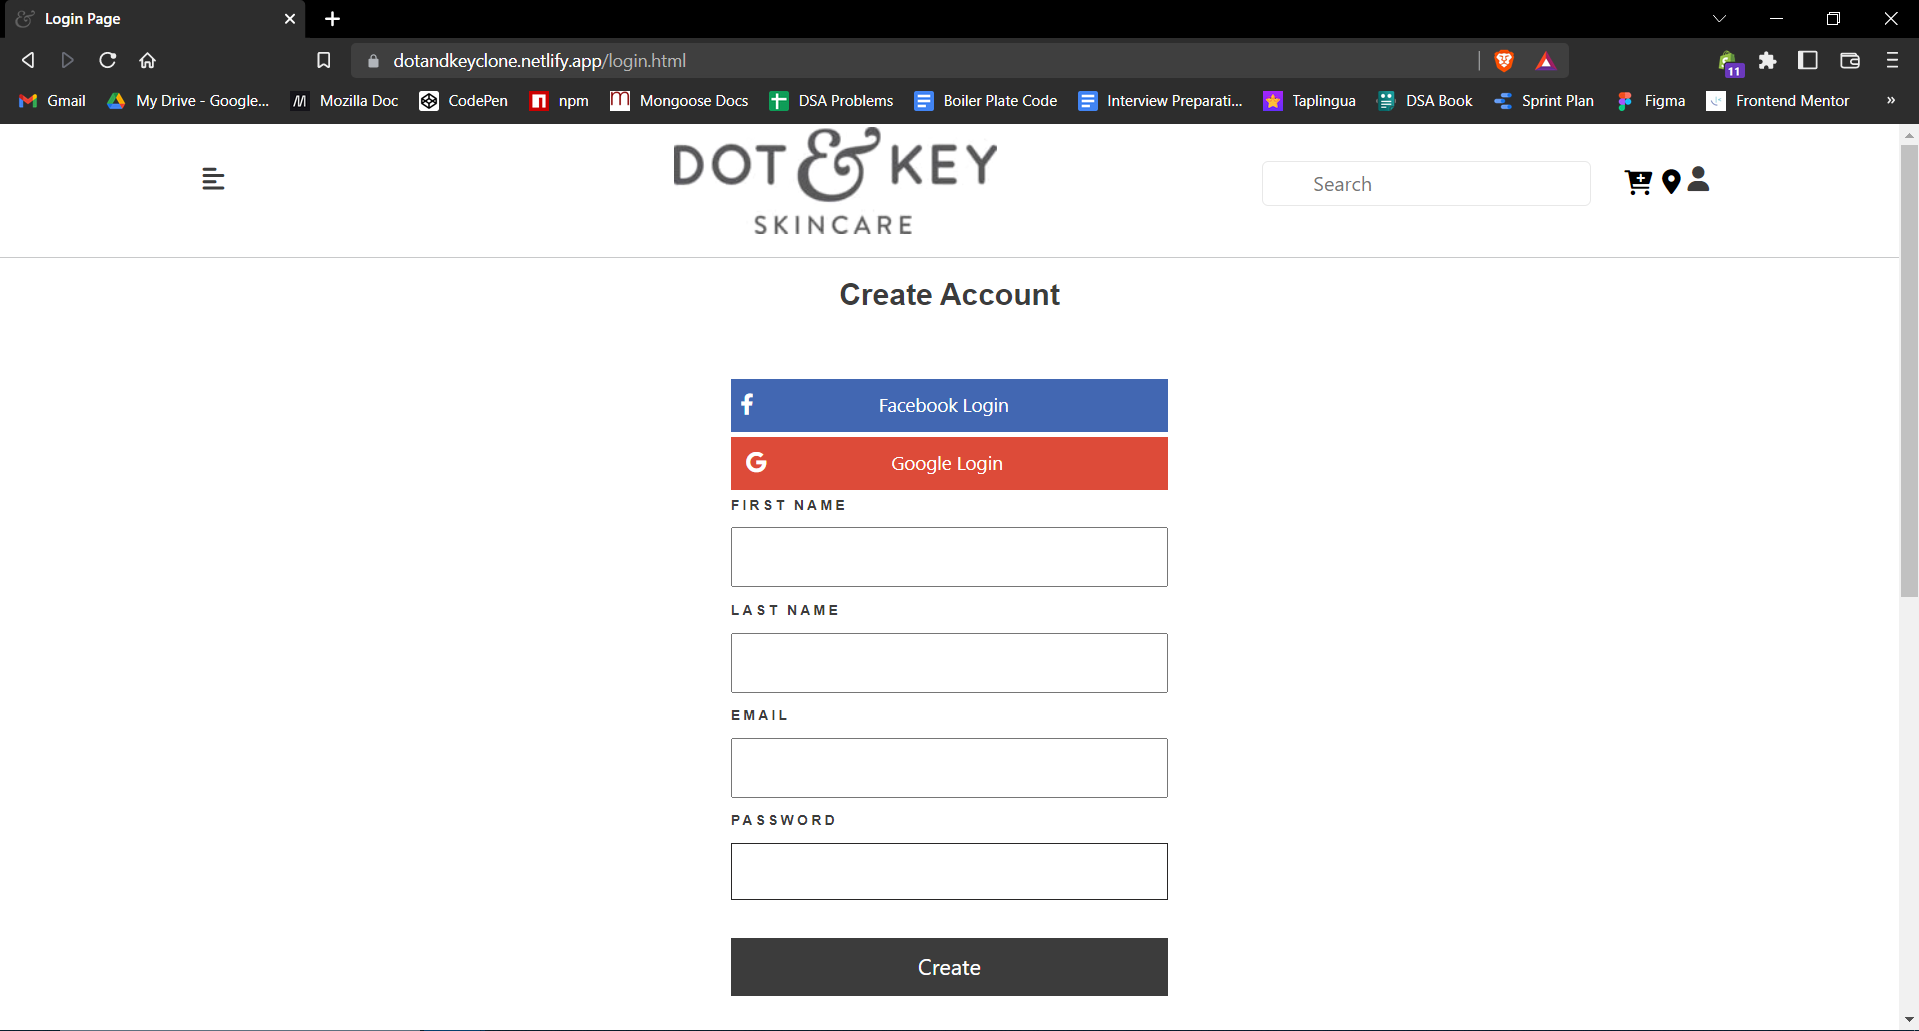 Login Page
dotandkeyclone.netlify.app/login.html
11
Gmail My Drive - Google... Mozilla Doc CodePen npm Mongoose Docs DSA Problems Boiler Plate Code Interview Preparati... Taplingua DSA Book Sprint Plan Figma Frontend Mentor »
DOT & KEY
SKINCARE
Search
Create Account
Facebook Login
Google Login
FIRST NAME
LAST NAME
EMAIL
PASSWORD
Create